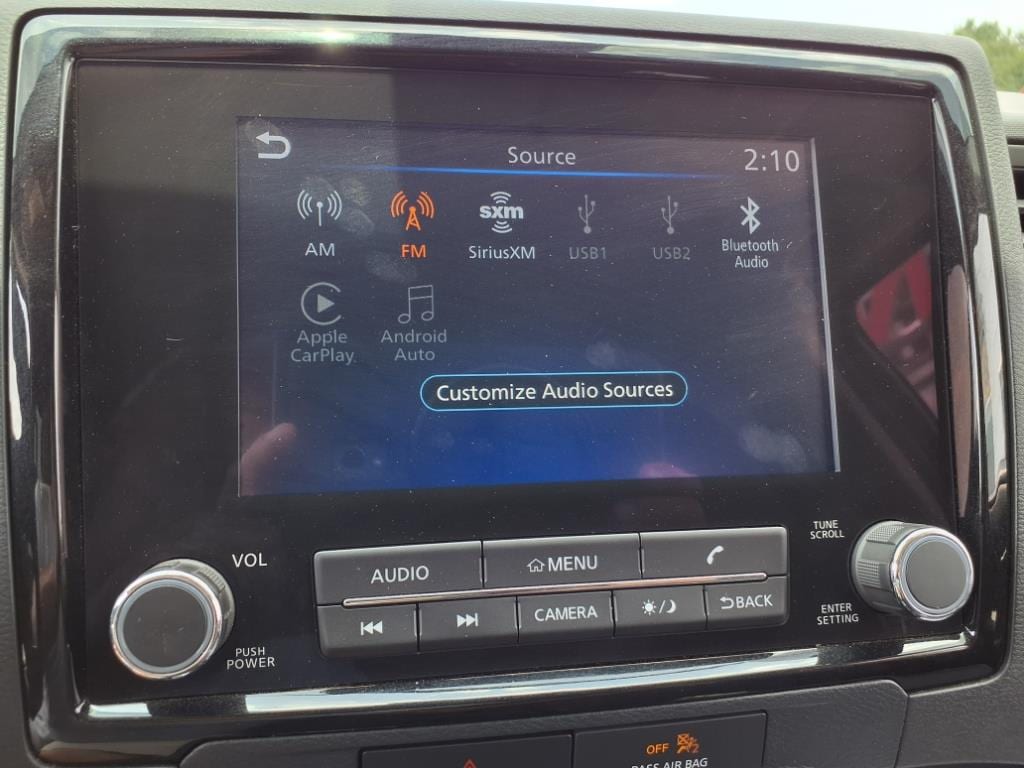 Source
2:10
AM
FM
sxm
SiriusXM
USB1
USB2
Bluetooth
Audio
Apple
CarPlay
Android
Auto
Customize Audio Sources
VOL
PUSH
POWER
AUDIO
MENU
CAMERA
BACK
TUNE
SCROLL
ENTER
SETTING
OFF
2
PASS AIR BAG